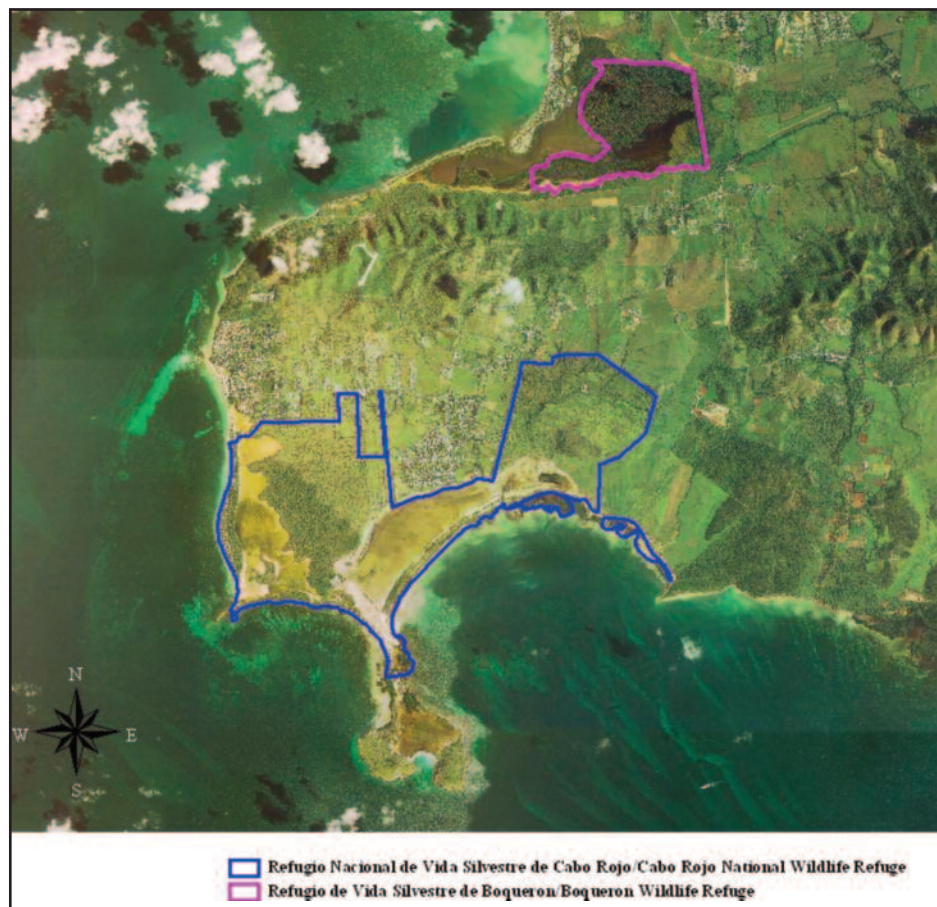 N
W E
S
Refugio Nacional de Vida Silvestre de Cabo Rojo/Cabo Rojo National Wildlife Refuge
Refugio de Vida Silvestre de Boqueron/Boqueron Wildlife Refuge